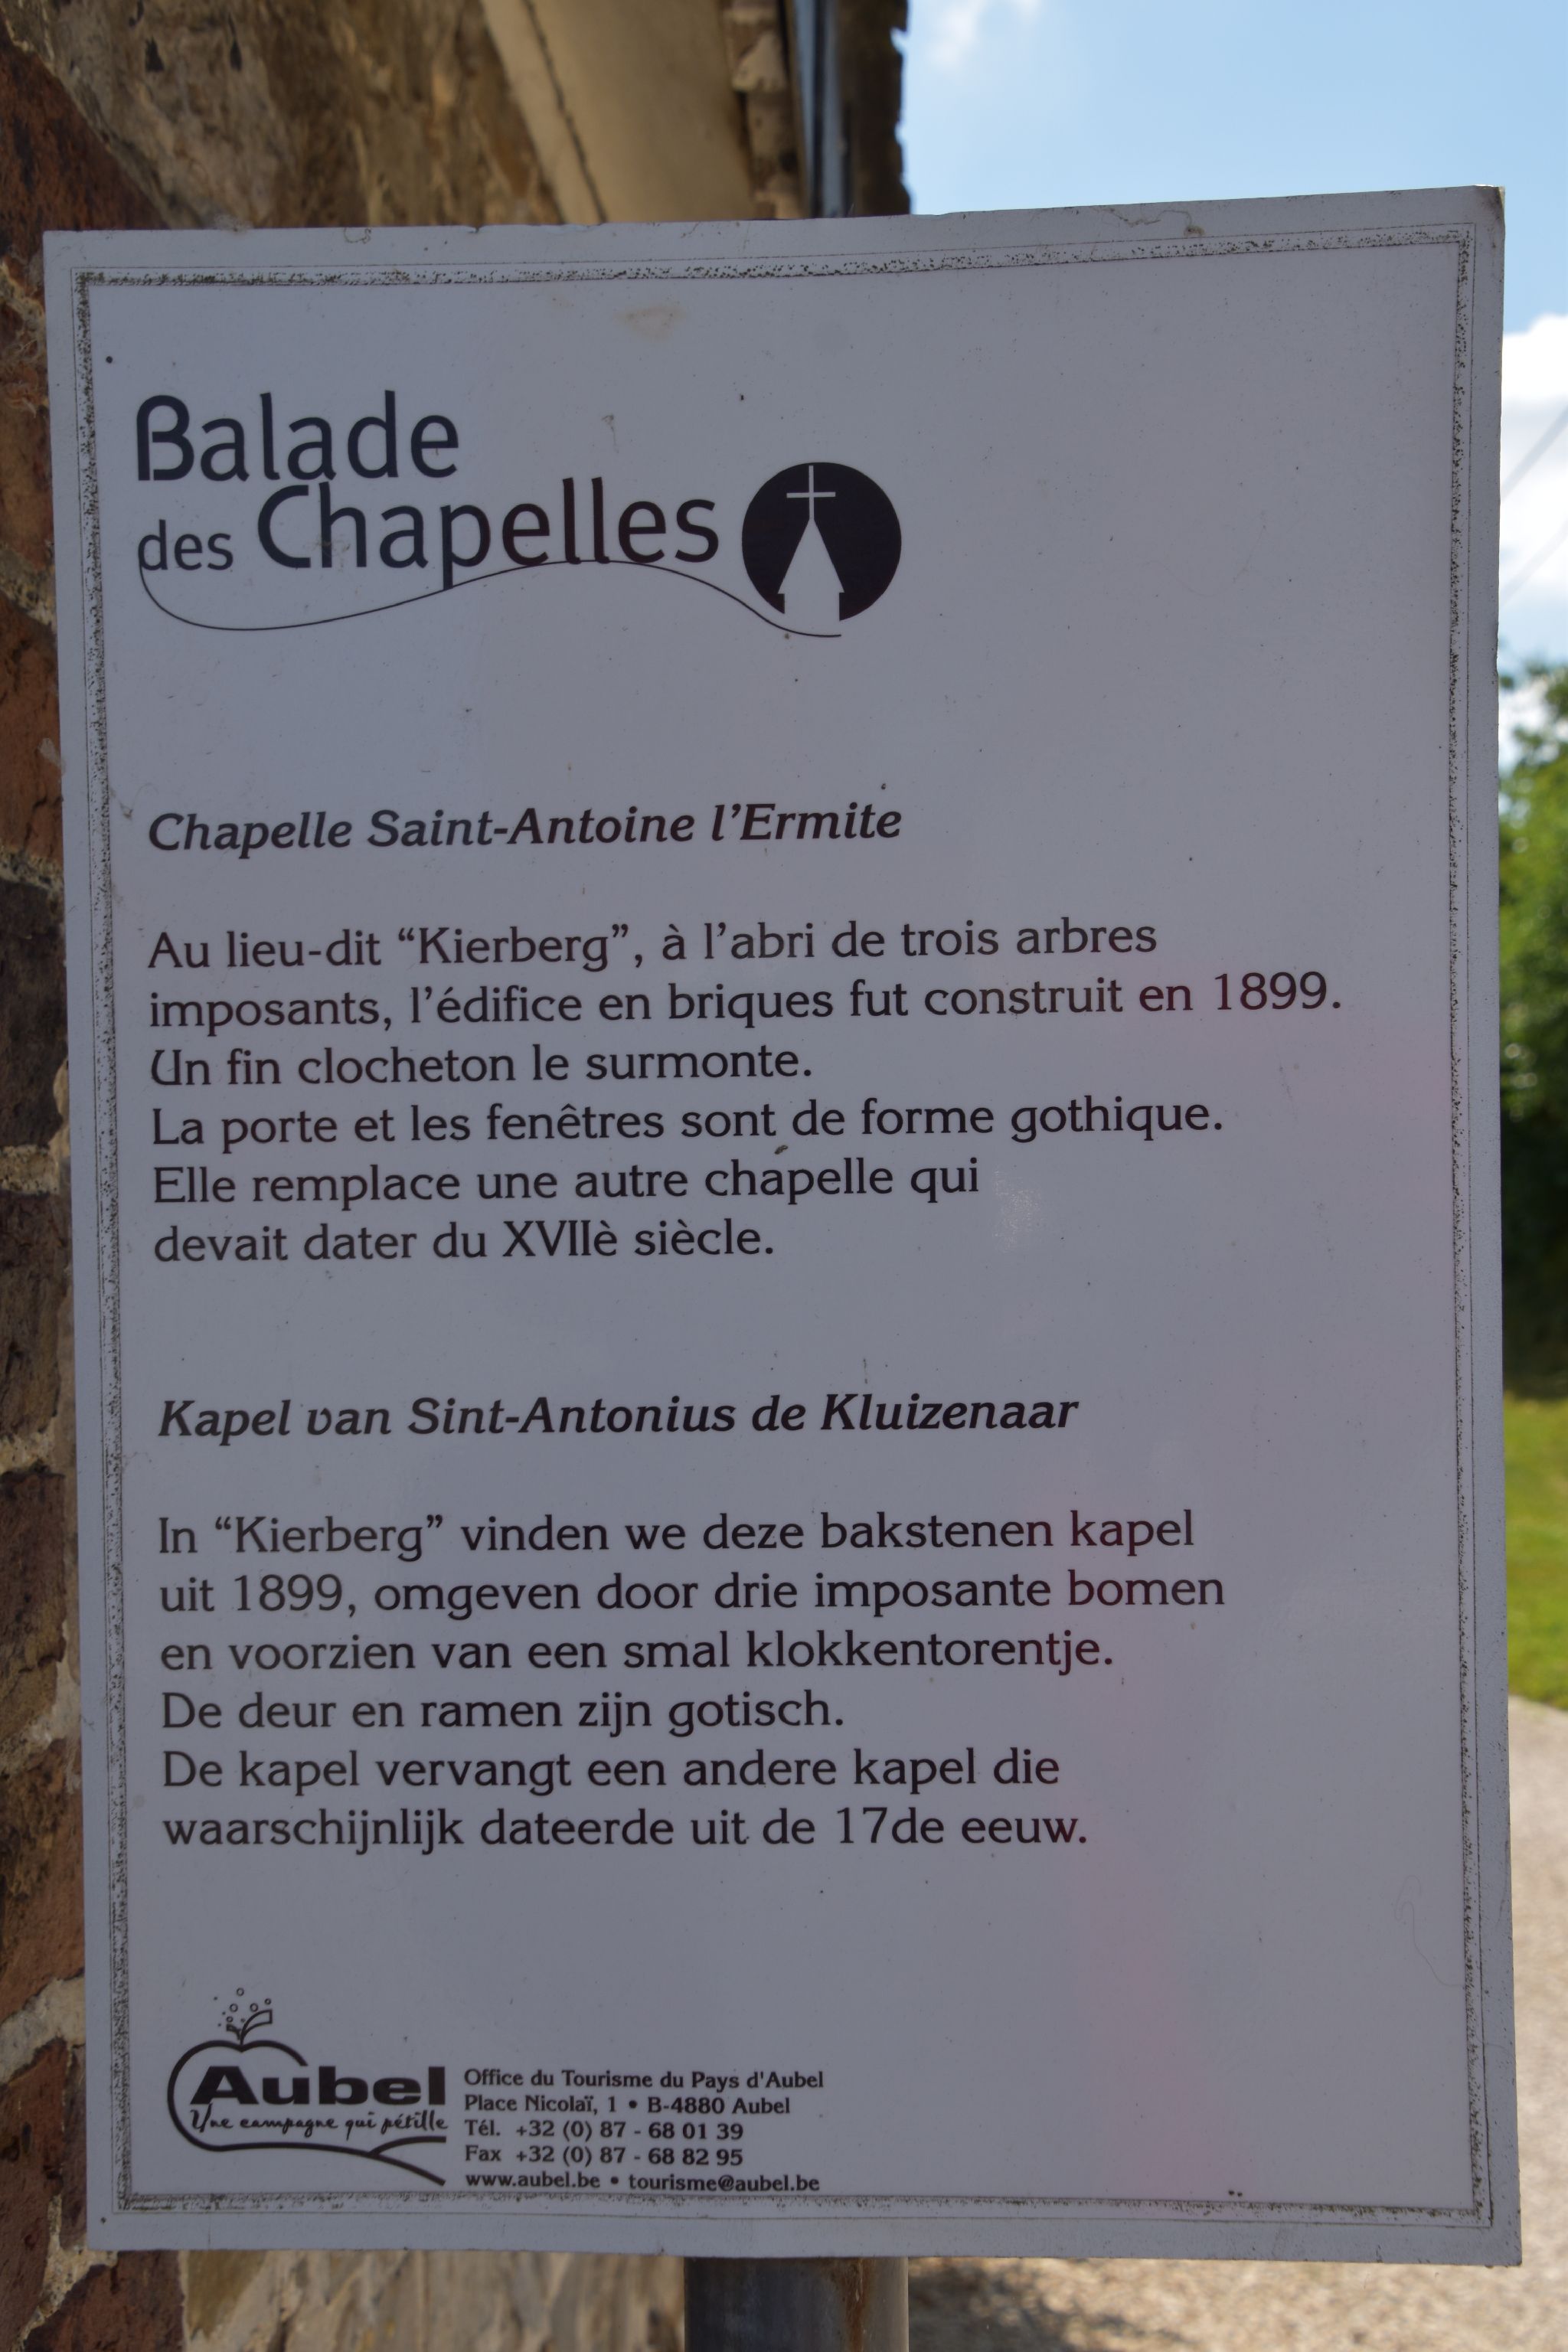 Balade
des Chapelles
Chapelle Saint-Antoine l'Ermite
Au lieu-dit “Kierberg”, à l'abri de trois arbres
imposants, l'édifice en briques fut construit en 1899.
Un fin clocheton le surmonte.
La porte et les fenêtres sont de forme gothique.
Elle remplace une autre chapelle qui
devait dater du XVIIè siècle.
Kapel van Sint-Antonius de Kluizenaar
In “Kierberg” vinden we deze bakstenen kapel
uit 1899, omgeven door drie imposante bomen
en voorzien van een smal klokkentorentje.
De deur en ramen zijn gotisch.
De kapel vervangt een andere kapel die
waarschijnlijk dateerde uit de 17de eeuw.
Aubel
Une campagne qui pétille
Office du Tourisme du Pays d'Aubel
Place Nicolaï, 1 • B-4880 Aubel
Tél. +32 (0) 87 - 68 01 39
Fax +32 (0) 87 - 68 82 95
www.aubel.be • tourisme@aubel.be